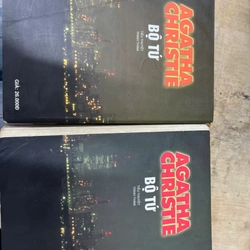 AGATHA
CHRISTIE
BỘ TỨ
Giá: 26.000Đ
AGATHA
CHRISTIE
BỘ TỨ